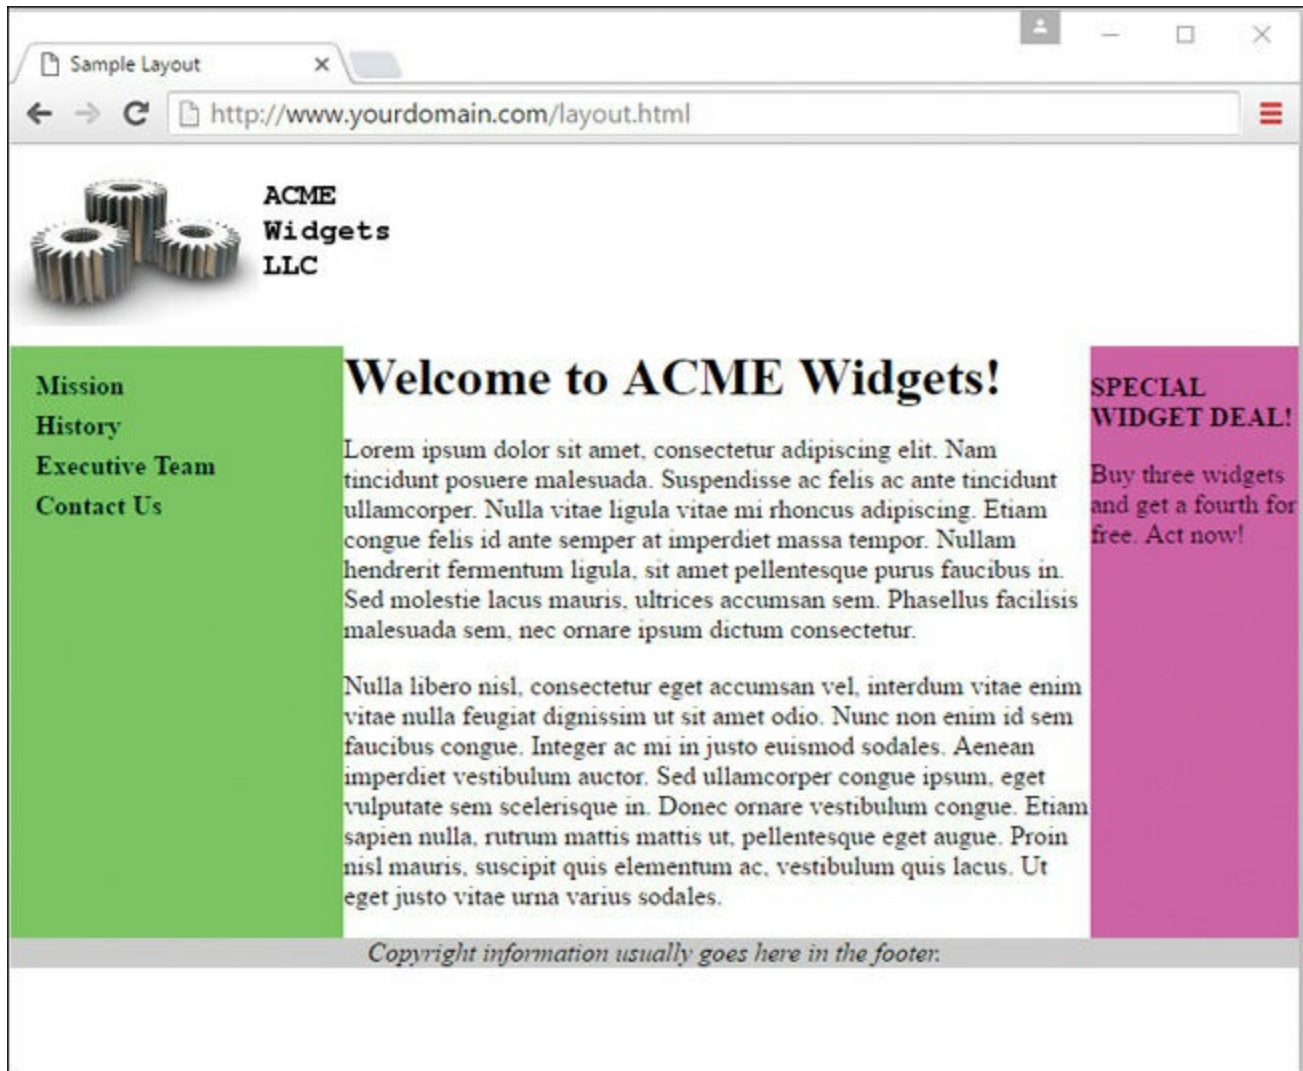 Sample Layout
http://www.yourdomain.com/layout.html
ACME
Widgets
LLC
Mission
History
Executive Team
Contact Us
Welcome to ACME Widgets!
Lorem ipsum dolor sit amet, consectetur adipiscing elit. Nam
tincidunt posuere malesuada. Suspendisse ac felis ac ante tincidunt
ullamcorper. Nulla vitae ligula vitae mi rhoncus adipiscing. Etiam
congue felis id ante semper at imperdiet massa tempor. Nullam
hendrerit fermentum ligula, sit amet pellentesque purus faucibus in.
Sed molestie lacus mauris, ultrices accumsan sem. Phasellus facilisis
malesuada sem, nec ornare ipsum dictum consectetur.
Nulla libero nisl, consectetur eget accumsan vel, interdum vitae enim
vitae nulla feugiat dignissim ut sit amet odio. Nunc non enim id sem
faucibus congue. Integer ac mi in justo euismod sodales. Aenean
imperdiet vestibulum auctor. Sed ullamcorper congue ipsum, eget
vulputate sem scelerisque in. Donec ornare vestibulum congue. Etiam
sapien nulla, rutrum mattis mattis ut, pellentesque eget augue. Proin
nisl mauris, suscipit quis elementum ac, vestibulum quis lacus. Ut
eget justo vitae urna varius sodales.
SPECIAL
WIDGET DEAL!
Buy three widgets
and get a fourth for
free. Act now!
Copyright information usually goes here in the footer.